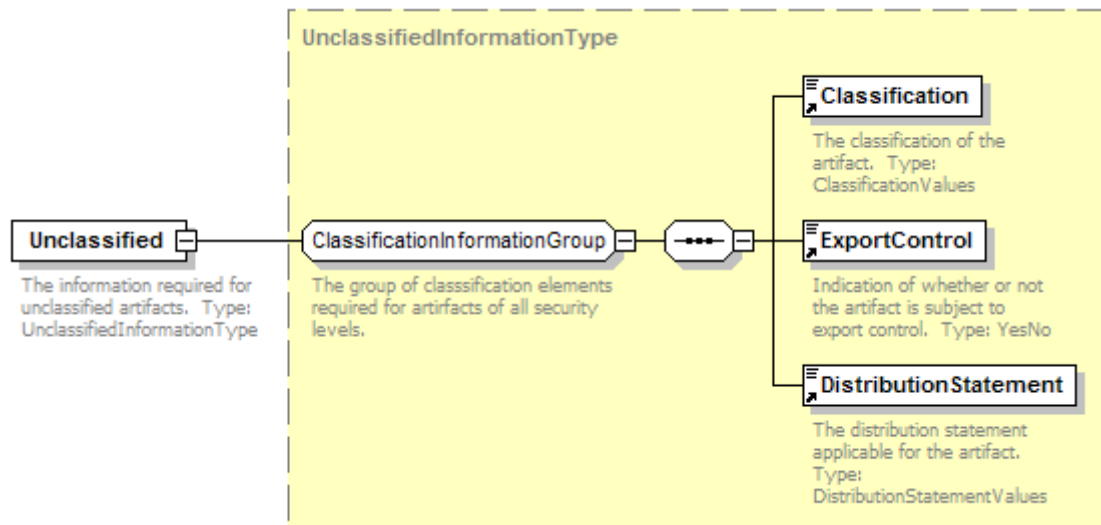 UnclassifiedInformationType
Classification
The classification of the
artifact. Type:
ClassificationValues
Unclassified
The information required for
unclassified artifacts. Type:
UnclassifiedInformationType
ClassificationInformationGroup
The group of classsification elements
required for artirfacts of all security
levels.
ExportControl
Indication of whether or not
the artifact is subject to
export control. Type: YesNo
DistributionStatement
The distribution statement
applicable for the artifact.
Type:
DistributionStatementValues